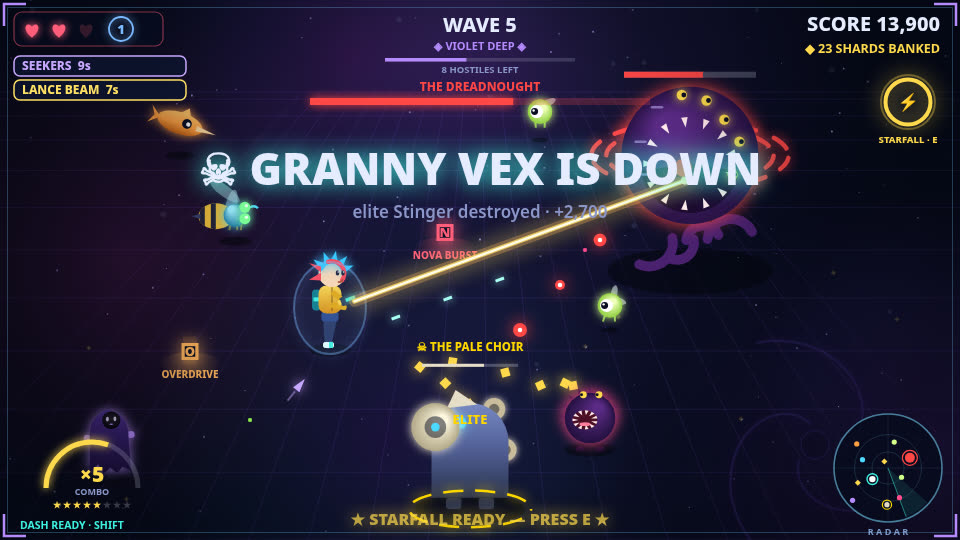 1
SEEKERS 9s
LANCE BEAM 7s
WAVE 5
◈ VIOLET DEEP ◈
8 HOSTILES LEFT
THE DREADNOUGHT
SCORE 13,900
◆ 23 SHARDS BANKED
STARFALL · E
☠ GRANNY VEX IS DOWN
elite Stinger destroyed · +2,700
N
NOVA BURST
O
OVERDRIVE
☠ THE PALE CHOIR
ELITE
×5
COMBO
★★★★★★★★★
DASH READY · SHIFT
★ STARFALL READY — PRESS E ★
RADAR